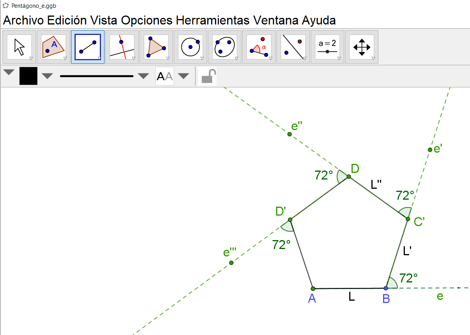 Pentágono_e.ggb
Archivo Edición Vista Opciones Herramientas Ventana Ayuda
A
α
a=2
AA
e''
e'
D
72°
L''
72°
D'
C'
72°
L'
e'''
72°
A
L
B
e